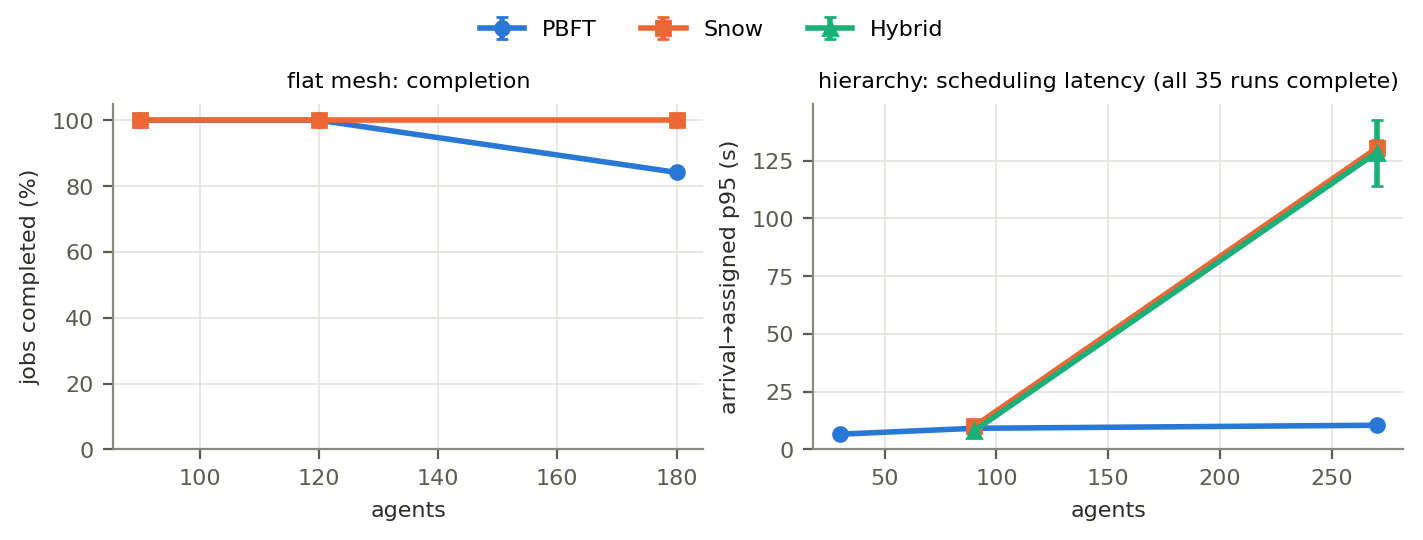 PBFT Snow Hybrid
flat mesh: completion
jobs completed (%)
100
80
60
40
20
0
100 120 140 160 180
agents
hierarchy: scheduling latency (all 35 runs complete)
arrival→assigned p95 (s)
125
100
75
50
25
0
50 100 150 200 250
agents